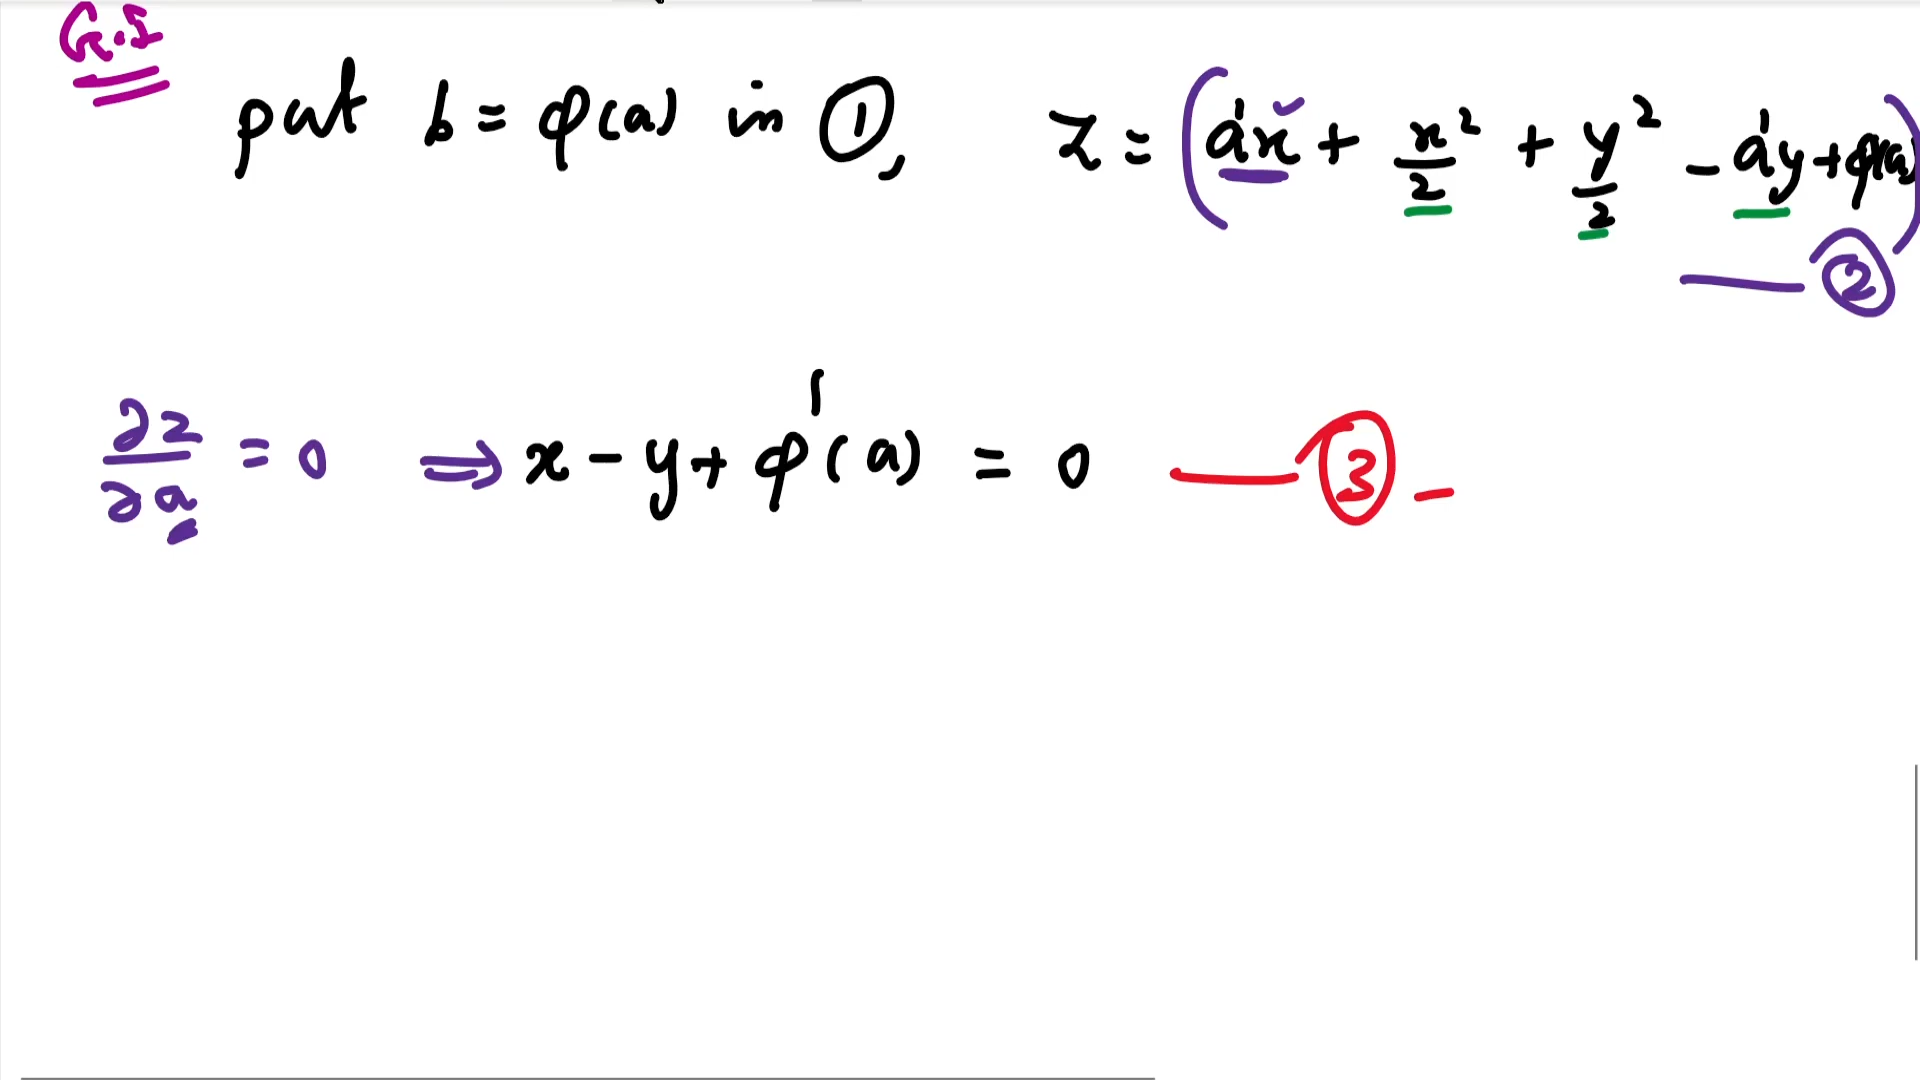 G.I
put b = φ(a) in ①, z = (ax + x²/2 + y²/2 - ay + φ(a)) — ②
∂z/∂a = 0 ⇒ x - y + φ'(a) = 0 — ③ -